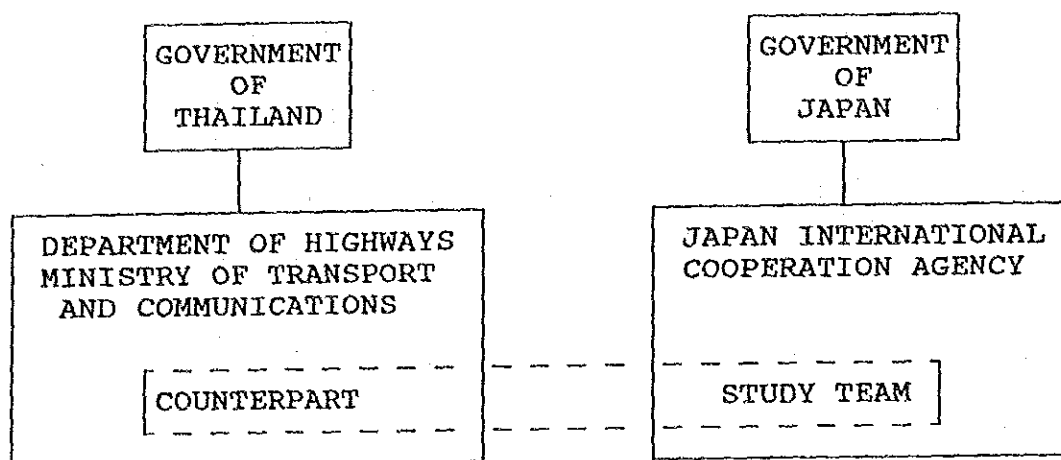 GOVERNMENT
OF
THAILAND
GOVERNMENT
OF
JAPAN
DEPARTMENT OF HIGHWAYS
MINISTRY OF TRANSPORT
AND COMMUNICATIONS
JAPAN INTERNATIONAL
COOPERATION AGENCY
COUNTERPART
STUDY TEAM